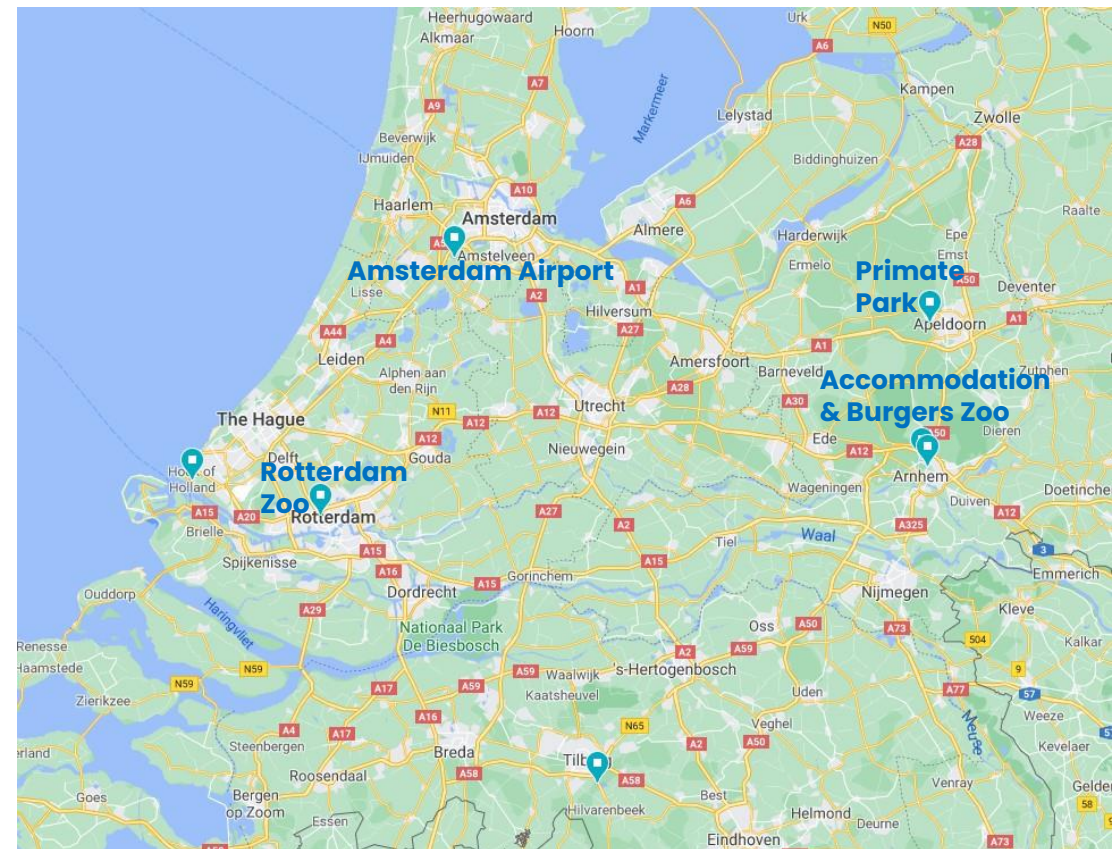 Heerhugowaard
Urk
N50
Alkmaar
Hoorn
A6
A7
Kampen
A9
Markermeer
Lelystad
Zwolle
Beverwijk
A28
IJmuiden
Biddinghuizen
A10
Haarlem
A6
Raalte
Amsterdam
Almere
Harderwijk
Epe
Amstelveen
Emst
Amsterdam Airport
Ermelo
Primate
Park
A50
Deventer
Lisse
A1
A2
Hilversum
Apeldoorn
A1
A44
A27
A4
A1
Leiden
Amersfoort
Barneveld
Zutphen
Alphen aan
den Rijn
Accommodation
& Burgers Zoo
A28
A30
N11
A12
Utrecht
The Hague
A12
A50
Dieren
A12
Ede
Delft
Gouda
Nieuwegein
A12
Rotterdam
Zoo
Holland
Arnhem
Wageningen
Doetinche
Duiven
A15
A20
Rotterdam
A27
A12
Brielle
A2
A325
Waal
Tiel
A15
3
Spijkenisse
A16
A15
Gorinchem
A15
Emmerich
Ouddorp
Dordrecht
Nijmegen
Haringvliet
A29
Kleve
Nationaal Park
De Biesbosch
Oss
A50
A73
504
Kalkar
Renesse
A59
A2
Haamstede
N59
A59
Waalwijk
's-Hertogenbosch
9
N59
A17
A59
Kaatsheuvel
Uden
A77
57
Zierikzee
A16
Weeze
N65
Veghel
Meuse
A4
A17
Steenbergen
Breda
A2
A50
Kevelaer
Roosendaal
A58
A58
Venray
Goes
Bergen
op Zoom
Best
Gelder
58
Hilvarenbeek
Essen
Helmond
Deurne
Eindhoven
A73